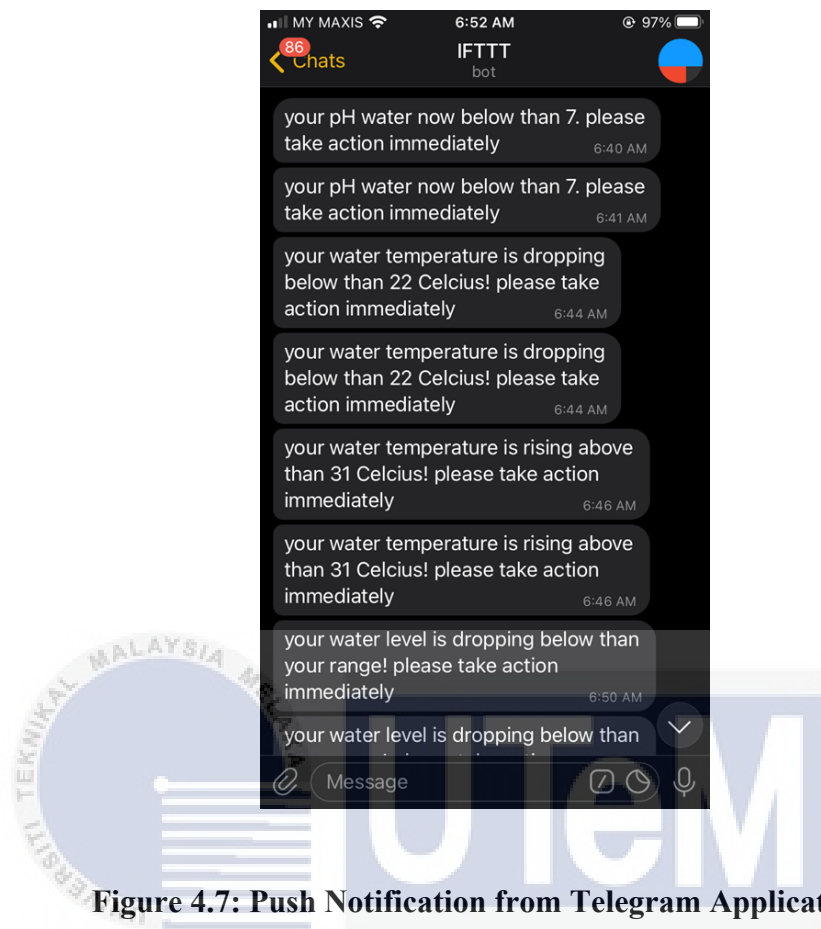 MY MAXIS 6:52 AM 97%
86
Chats IFTTT
bot
your pH water now below than 7. please
take action immediately 6:40 AM
your pH water now below than 7. please
take action immediately 6:41 AM
your water temperature is dropping
below than 22 Celcius! please take
action immediately 6:44 AM
your water temperature is dropping
below than 22 Celcius! please take
action immediately 6:44 AM
your water temperature is rising above
than 31 Celcius! please take action
immediately 6:46 AM
your water temperature is rising above
than 31 Celcius! please take action
immediately 6:46 AM
your water level is dropping below than
your range! please take action
immediately 6:50 AM
your water level is dropping below than
Message
TEKNIKAL MALAYSIA
UTeM
Figure 4.7: Push Notification from Telegram